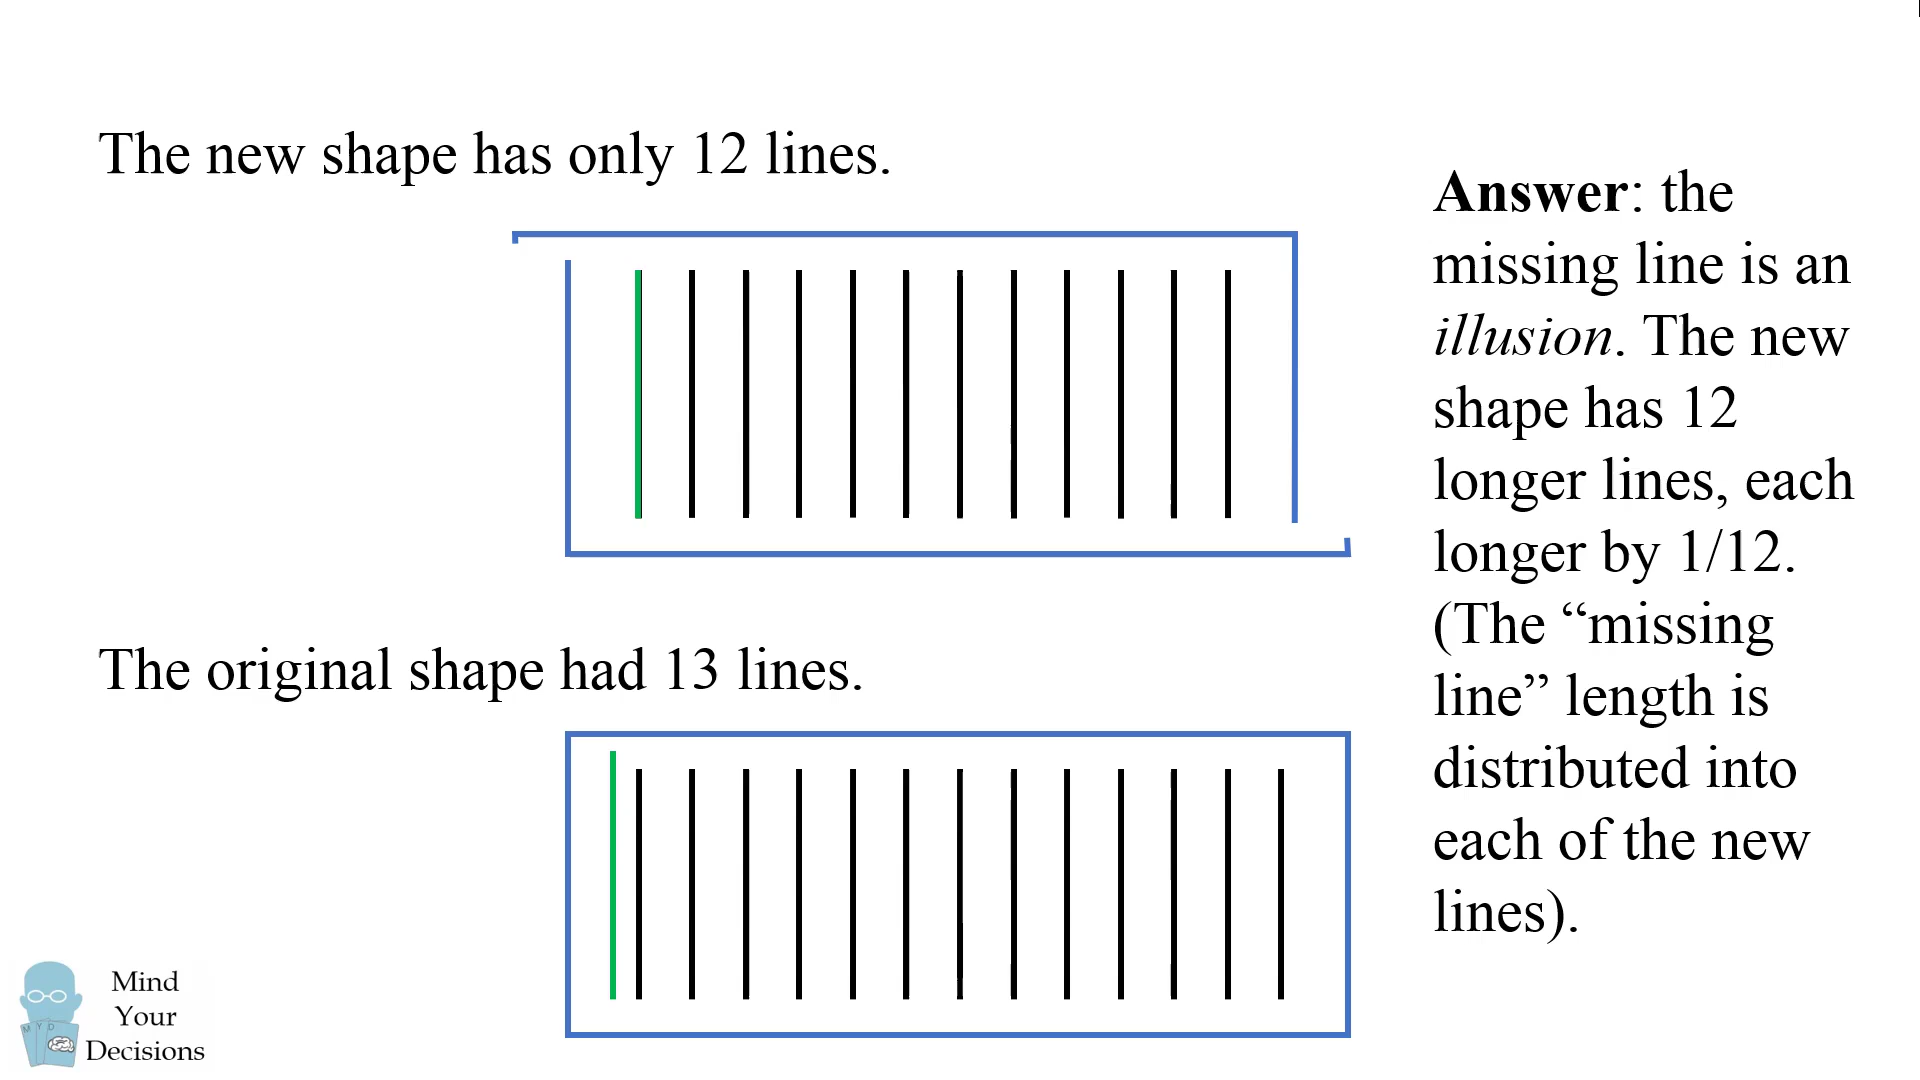 The new shape has only 12 lines.
The original shape had 13 lines.
Answer: the
missing line is an
illusion. The new
shape has 12
longer lines, each
longer by 1/12.
(The “missing
line” length is
distributed into
each of the new
lines).
M Y D
Mind
Your
Decisions